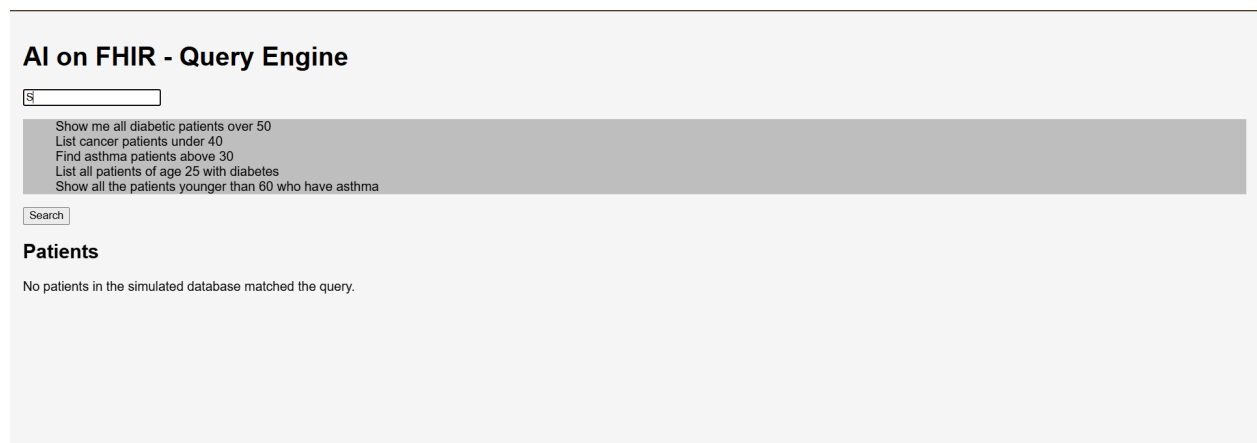 AI on FHIR - Query Engine
S
Show me all diabetic patients over 50
List cancer patients under 40
Find asthma patients above 30
List all patients of age 25 with diabetes
Show all the patients younger than 60 who have asthma
Search
Patients
No patients in the simulated database matched the query.